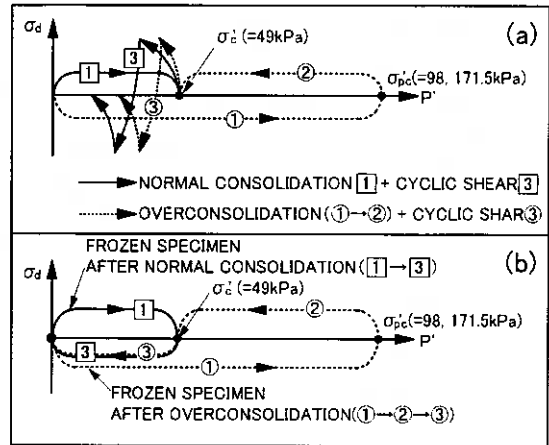 σd
(a)
σ'c (=49kPa)
1
3
②
σ'pc(=98, 171.5kPa)
P'
③
①
NORMAL CONSOLIDATION 1 + CYCLIC SHEAR 3
OVERCONSOLIDATION(①→②) + CYCLIC SHAR③
FROZEN SPECIMEN
AFTER NORMAL CONSOLIDATION(1→3)
(b)
σd
σ'c(=49kPa)
1
②
σ'pc(=98, 171.5kPa)
P'
3
③
①
FROZEN SPECIMEN
AFTER OVERCONSOLIDATION(①→②→③)